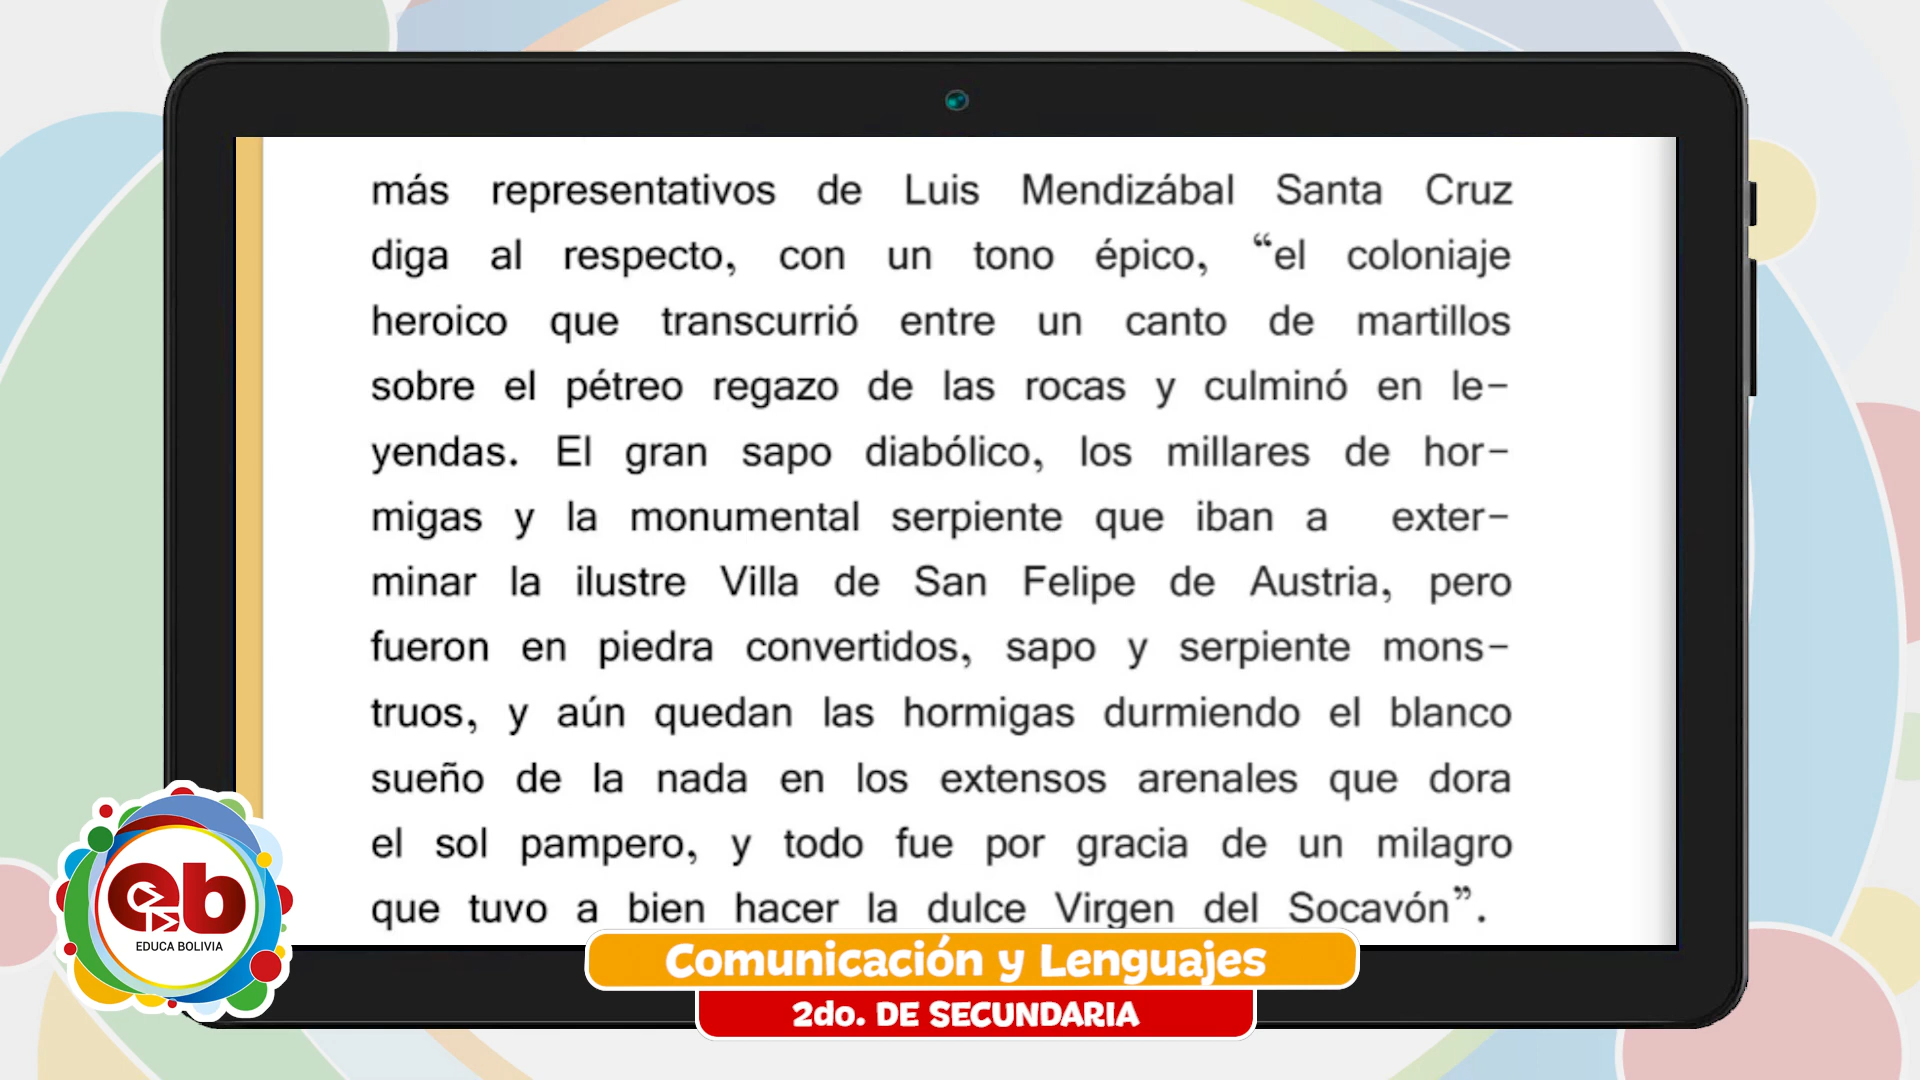 más representativos de Luis Mendizábal Santa Cruz
diga al respecto, con un tono épico, “el coloniaje
heroico que transcurrió entre un canto de martillos
sobre el pétreo regazo de las rocas y culminó en le-
yendas. El gran sapo diabólico, los millares de hor-
migas y la monumental serpiente que iban a exter-
minar la ilustre Villa de San Felipe de Austria, pero
fueron en piedra convertidos, sapo y serpiente mons-
truos, y aún quedan las hormigas durmiendo el blanco
sueño de la nada en los extensos arenales que dora
el sol pampero, y todo fue por gracia de un milagro
que tuvo a bien hacer la dulce Virgen del Socavón”.
eb
EDUCA BOLIVIA
Comunicación y Lenguajes
2do. DE SECUNDARIA